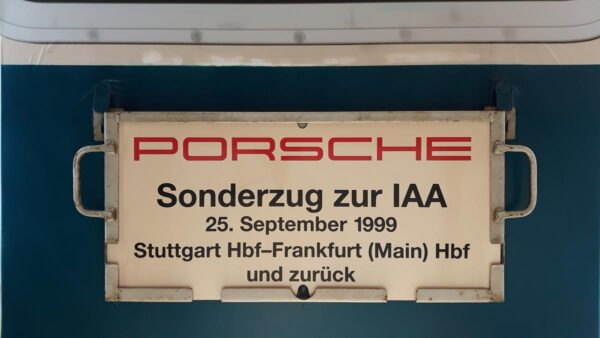 PORSCHE
Sonderzug zur IAA
25. September 1999
Stuttgart Hbf–Frankfurt (Main) Hbf
und zurück